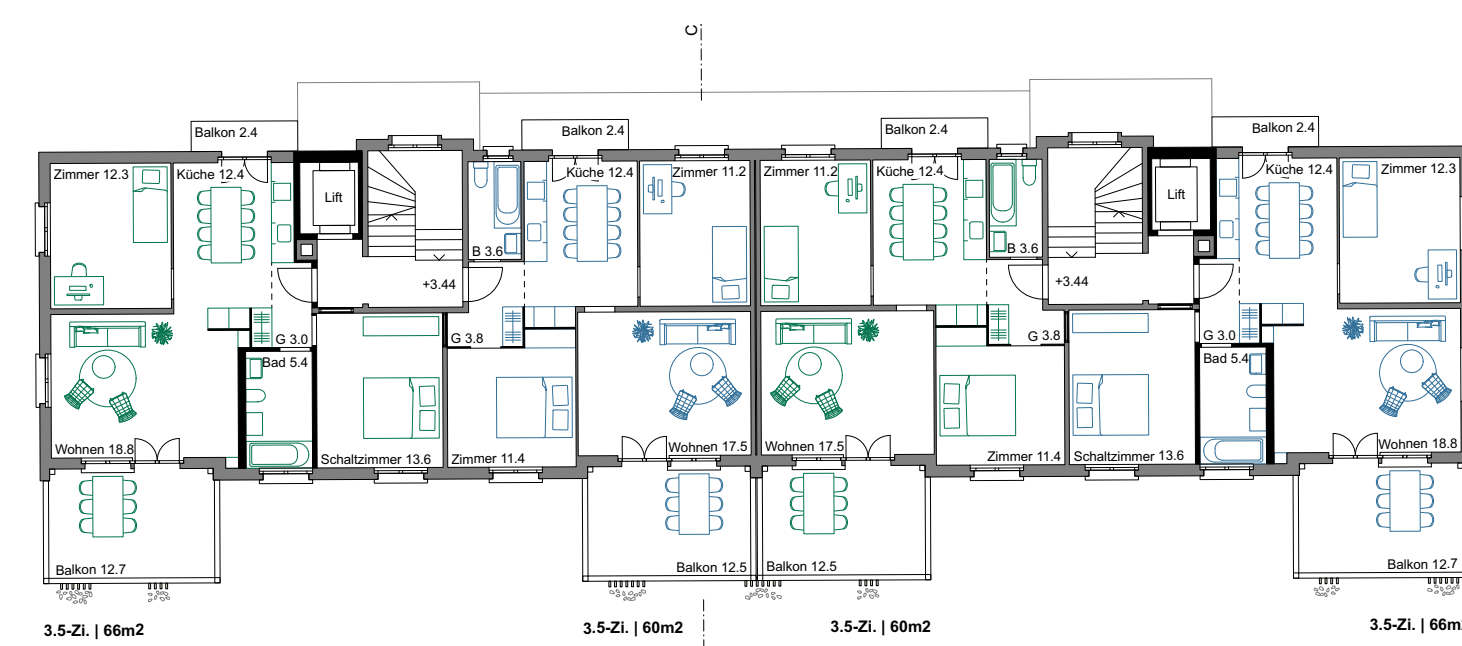 C
Balkon 2.4
Balkon 2.4
Balkon 2.4
Balkon 2.4
Zimmer 12.3
Küche 12.4
Lift
Küche 12.4
Zimmer 11.2
Zimmer 11.2
Küche 12.4
Lift
Küche 12.4
Zimmer 12.3
B 3.6
B 3.6
+3.44
+3.44
G 3.0
G 3.8
G 3.8
G 3.0
Bad 5.4
Bad 5.4
Wohnen 18.8
Schaltzimmer 13.6
Zimmer 11.4
Wohnen 17.5
Wohnen 17.5
Zimmer 11.4
Schaltzimmer 13.6
Wohnen 18.8
Balkon 12.7
Balkon 12.5
Balkon 12.5
Balkon 12.7
3.5-Zi. | 66m2
3.5-Zi. | 60m2
3.5-Zi. | 60m2
3.5-Zi. | 66m2